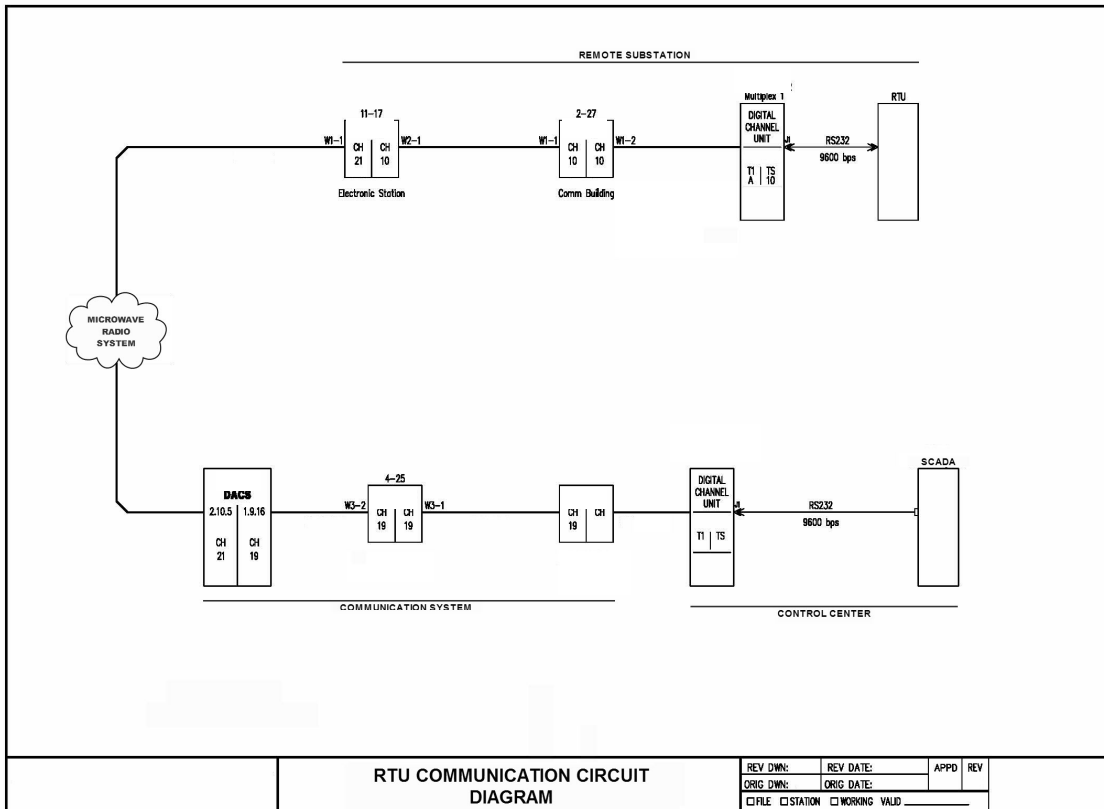 REMOTE SUBSTATION
11-17
2-27
Multiplex 1
RTU
W1-1
CH 21
CH 10
W2-1
Electronic Station
W1-1
CH 10
CH 10
W1-2
Comm Building
DIGITAL CHANNEL UNIT
T1 A
TS 10
J1
RS232
9600 bps
MICROWAVE
RADIO
SYSTEM
DACS
2.10.5
1.9.16
CH 21
CH 19
4-25
W3-2
CH 19
CH 19
W3-1
CH 19
CH
DIGITAL CHANNEL UNIT
T1
TS
J1
RS232
9600 bps
SCADA
COMMUNICATION SYSTEM
CONTROL CENTER
RTU COMMUNICATION CIRCUIT
DIAGRAM
REV DWN:
REV DATE:
APPD
REV
ORIG DWN:
ORIG DATE:
FILE
STATION
WORKING
VALID